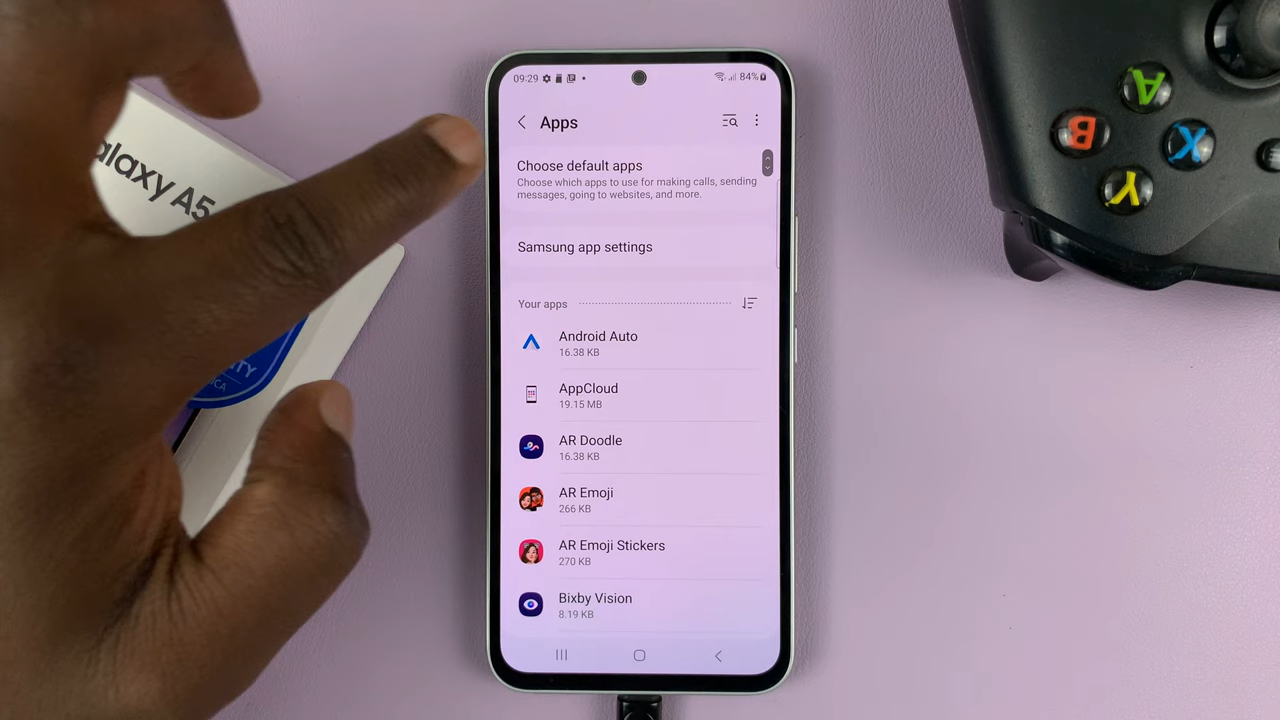 09:29
84%
Apps
Choose default apps
Choose which apps to use for making calls, sending
messages, going to websites, and more.
Samsung app settings
Your apps
Android Auto
16.38 KB
AppCloud
19.15 MB
AR Doodle
16.38 KB
AR Emoji
266 KB
AR Emoji Stickers
270 KB
Bixby Vision
8.19 KB
alaxy A5
ITY
ICA
A
B
X
Y